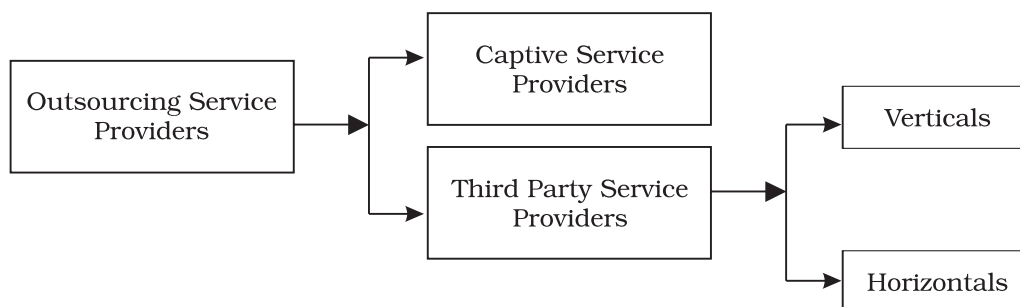 Outsourcing Service
Providers
Captive Service
Providers
Third Party Service
Providers
Verticals
Horizontals